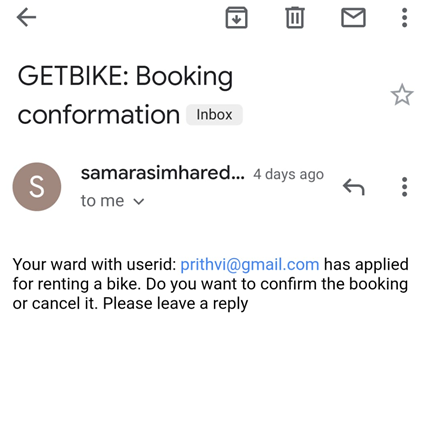 GETBIKE: Booking
conformation Inbox
S
samarasimhared... 4 days ago
to me
Your ward with userid: prithvi@gmail.com has applied
for renting a bike. Do you want to confirm the booking
or cancel it. Please leave a reply